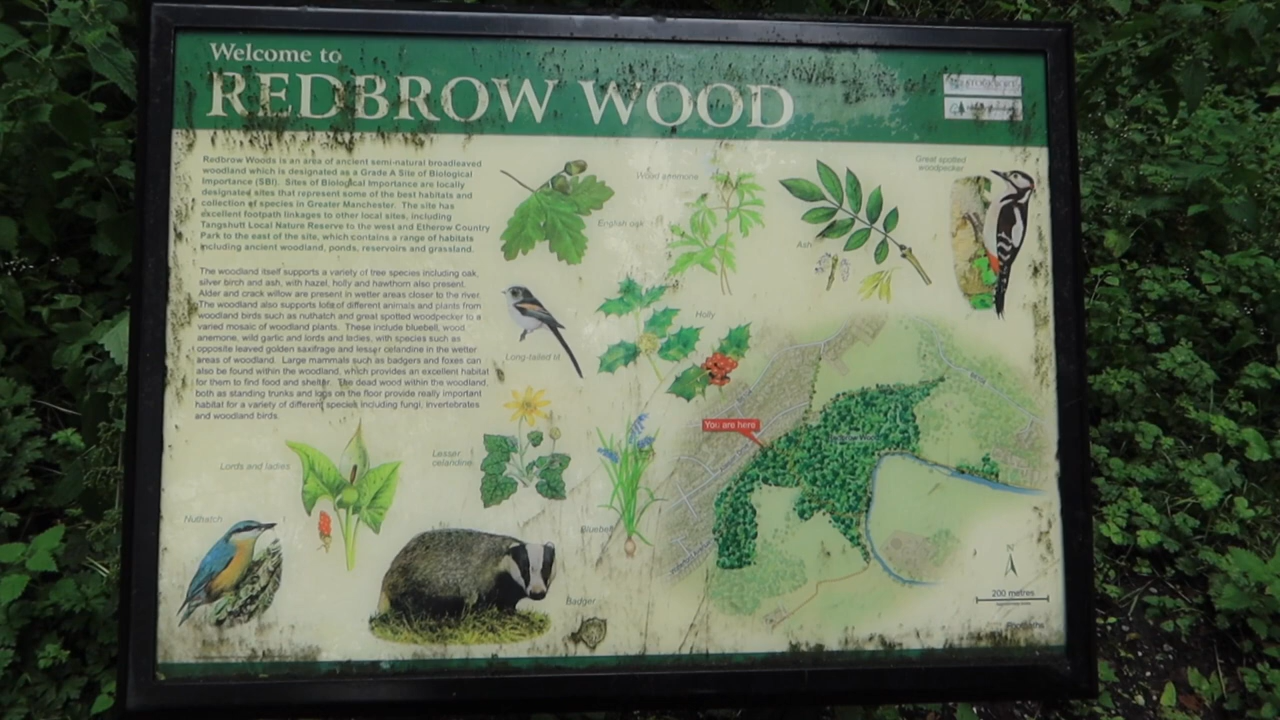 Welcome to
REDBROW WOOD
Redbrow Woods is an area of ancient semi-natural broadleaved
woodland which is designated as a Grade A Site of Biological
Importance (SBI). Sites of Biological Importance are locally
designated sites that represent some of the best habitats and
collection of species in Greater Manchester. The site has
excellent footpath linkages to other local sites, including
Tangshutt Local Nature Reserve to the west and Etherow Country
Park to the east of the site, which contains a range of habitats
including ancient woodland, ponds, reservoirs and grassland.
The woodland itself supports a variety of tree species including oak,
silver birch and ash, with hazel, holly and hawthorn also present.
Alder and crack willow are present in wetter areas closer to the river.
The woodland also supports lots of different animals and plants from
woodland birds such as nuthatch and great spotted woodpecker to a
varied mosaic of woodland plants. These include bluebell, wood
anemone, wild garlic and lords and ladies, with species such as
opposite leaved golden saxifrage and lesser celandine in the wetter
areas of woodland. Large mammals such as badgers and foxes can
also be found within the woodland, which provides an excellent habitat
for them to find food and shelter. The dead wood within the woodland,
both as standing trunks and logs on the floor provide really important
habitat for a variety of different species including fungi, invertebrates
and woodland birds.
English oak
Wood anemone
Ash
Great spotted
woodpecker
Long-tailed tit
Holly
Lords and ladies
Lesser
celandine
Bluebell
Nuthatch
Badger
You are here
Redbrow Wood
N
200 metres
Footpaths